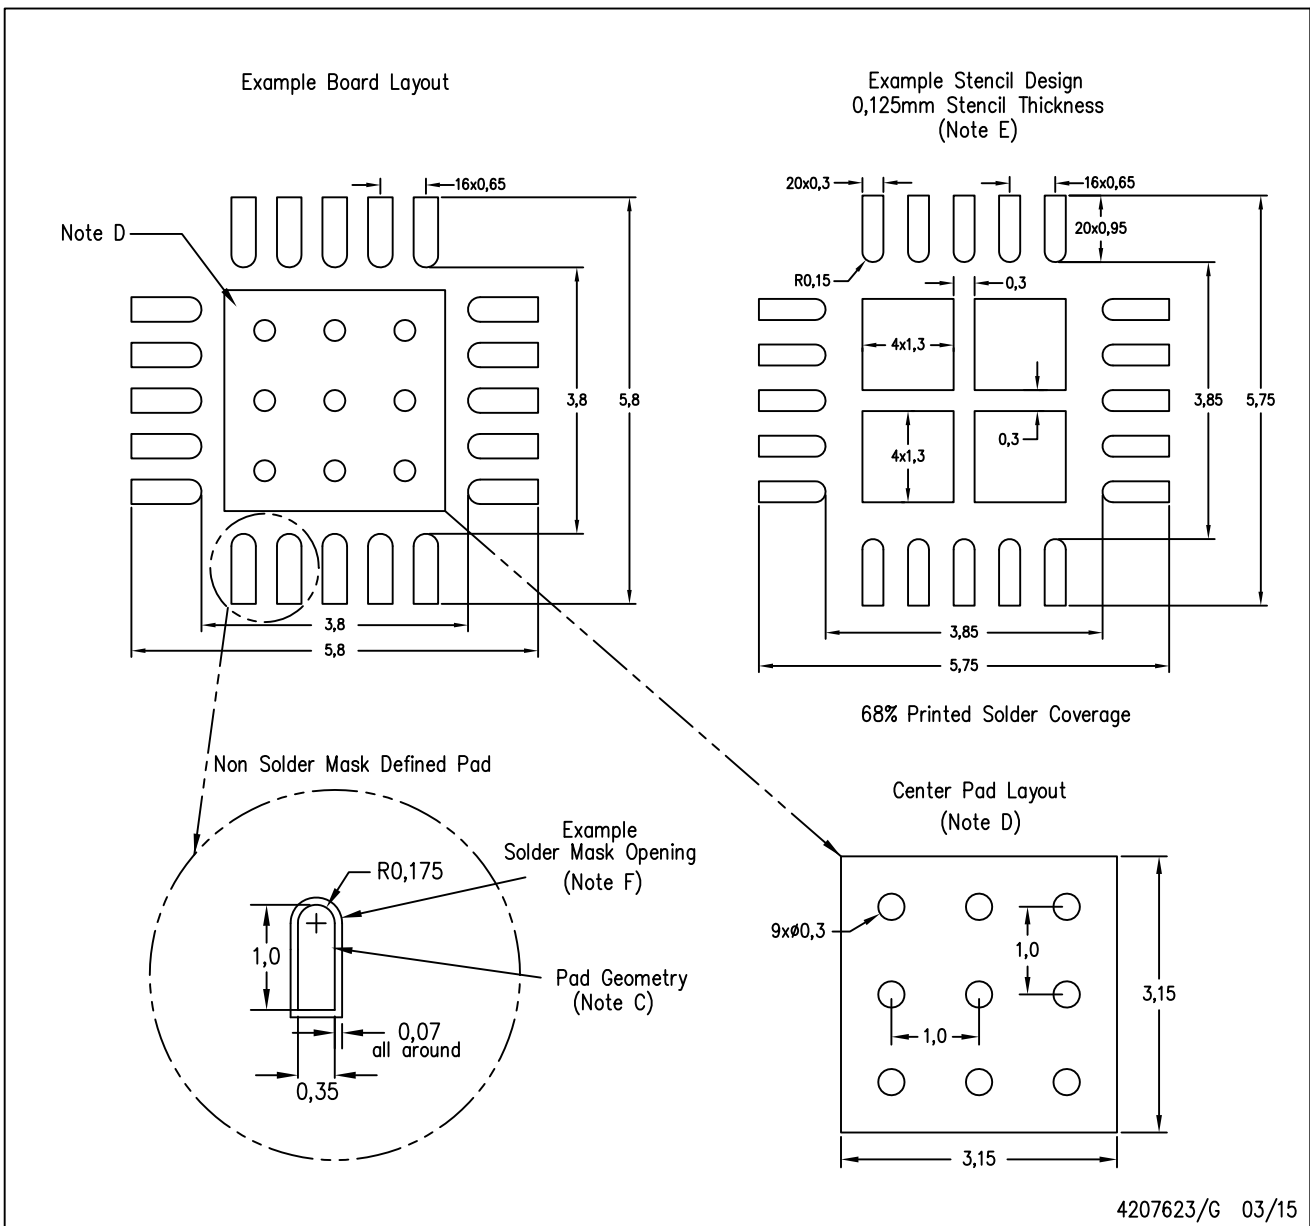 Example Board Layout
Example Stencil Design
0,125mm Stencil Thickness
(Note E)
16x0,65
Note D
3,8
5,8
3,8
5,8
20x0,3
16x0,65
20x0,95
R0,15
0,3
4x1,3
4x1,3
0,3
3,85
5,75
3,85
5,75
68% Printed Solder Coverage
Non Solder Mask Defined Pad
Example
Solder Mask Opening
(Note F)
R0,175
1,0
Pad Geometry
(Note C)
0,07
all around
0,35
Center Pad Layout
(Note D)
9xø0,3
1,0
1,0
3,15
3,15
4207623/G 03/15